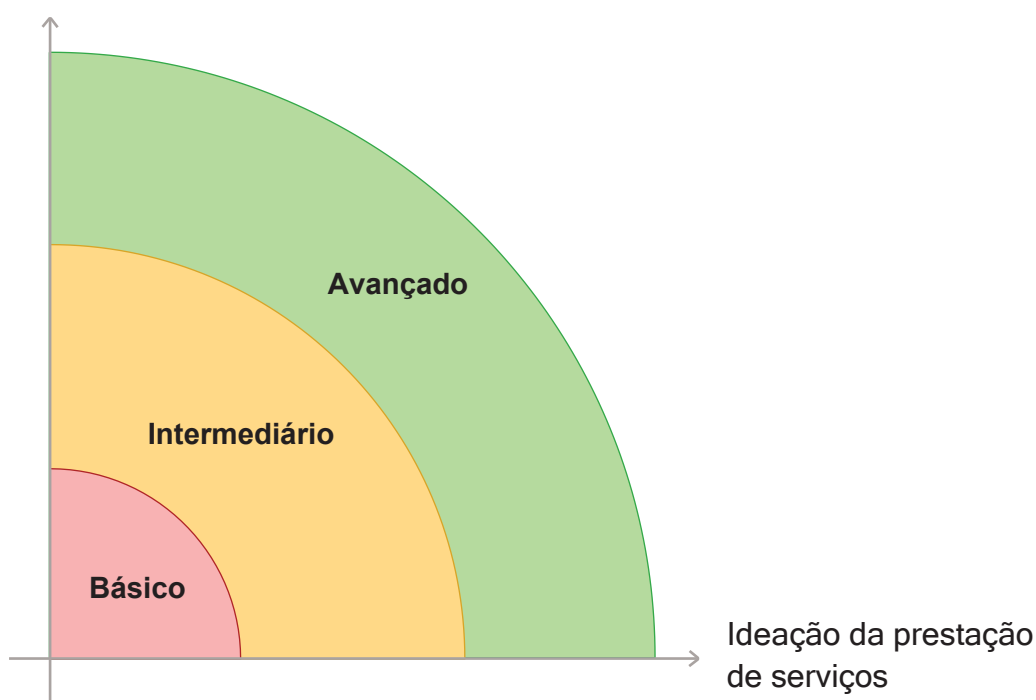 Avançado
Intermediário
Básico
Ideação da prestação
de serviços